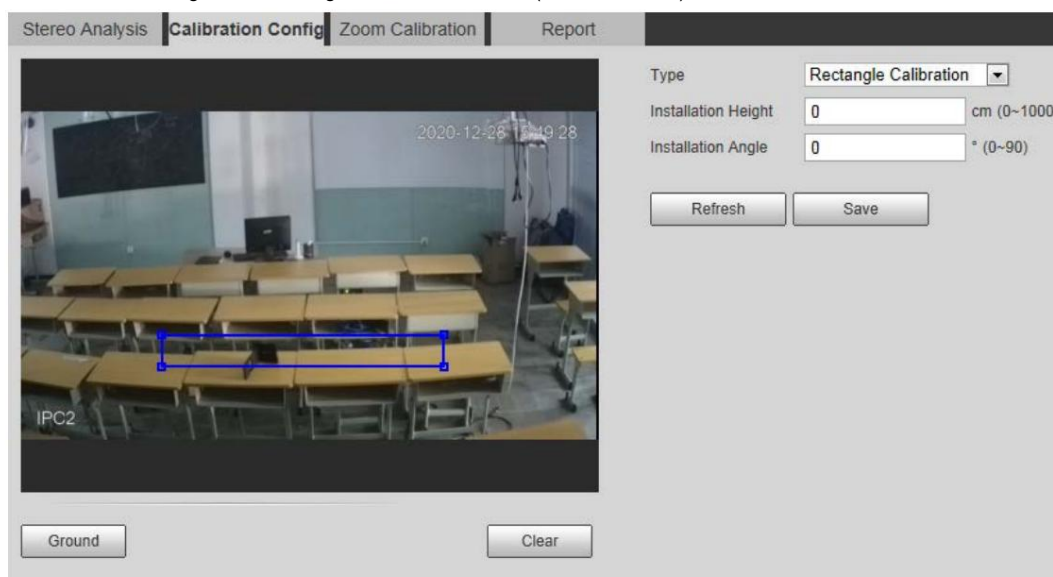 Stereo Analysis Calibration Config Zoom Calibration Report
Type Rectangle Calibration
Installation Height 0 cm (0~1000
Installation Angle 0 ° (0~90)
Refresh Save
2020-12-28
IPC2
Ground Clear